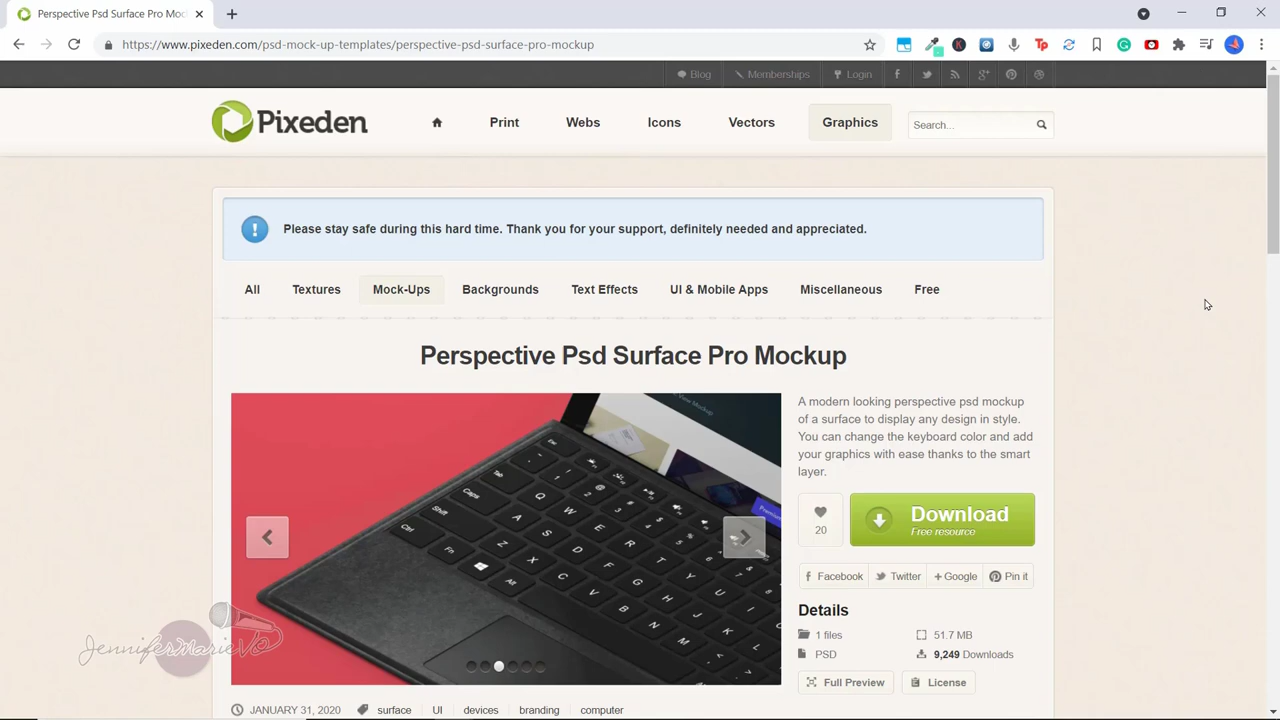 Perspective Psd Surface Pro Moc
https://www.pixeden.com/psd-mock-up-templates/perspective-psd-surface-pro-mockup
Blog
Memberships
Login
Pixeden
Print
Webs
Icons
Vectors
Graphics
Search...
Please stay safe during this hard time. Thank you for your support, definitely needed and appreciated.
All
Textures
Mock-Ups
Backgrounds
Text Effects
UI & Mobile Apps
Miscellaneous
Free
Perspective Psd Surface Pro Mockup
A modern looking perspective psd mockup
of a surface to display any design in style.
You can change the keyboard color and add
your graphics with ease thanks to the smart
layer.
20
Download
Free resource
Facebook
Twitter
+ Google
Pin it
Details
1 files
51.7 MB
PSD
9,249 Downloads
Full Preview
License
JenniferMarieVO
JANUARY 31, 2020
surface
UI
devices
branding
computer